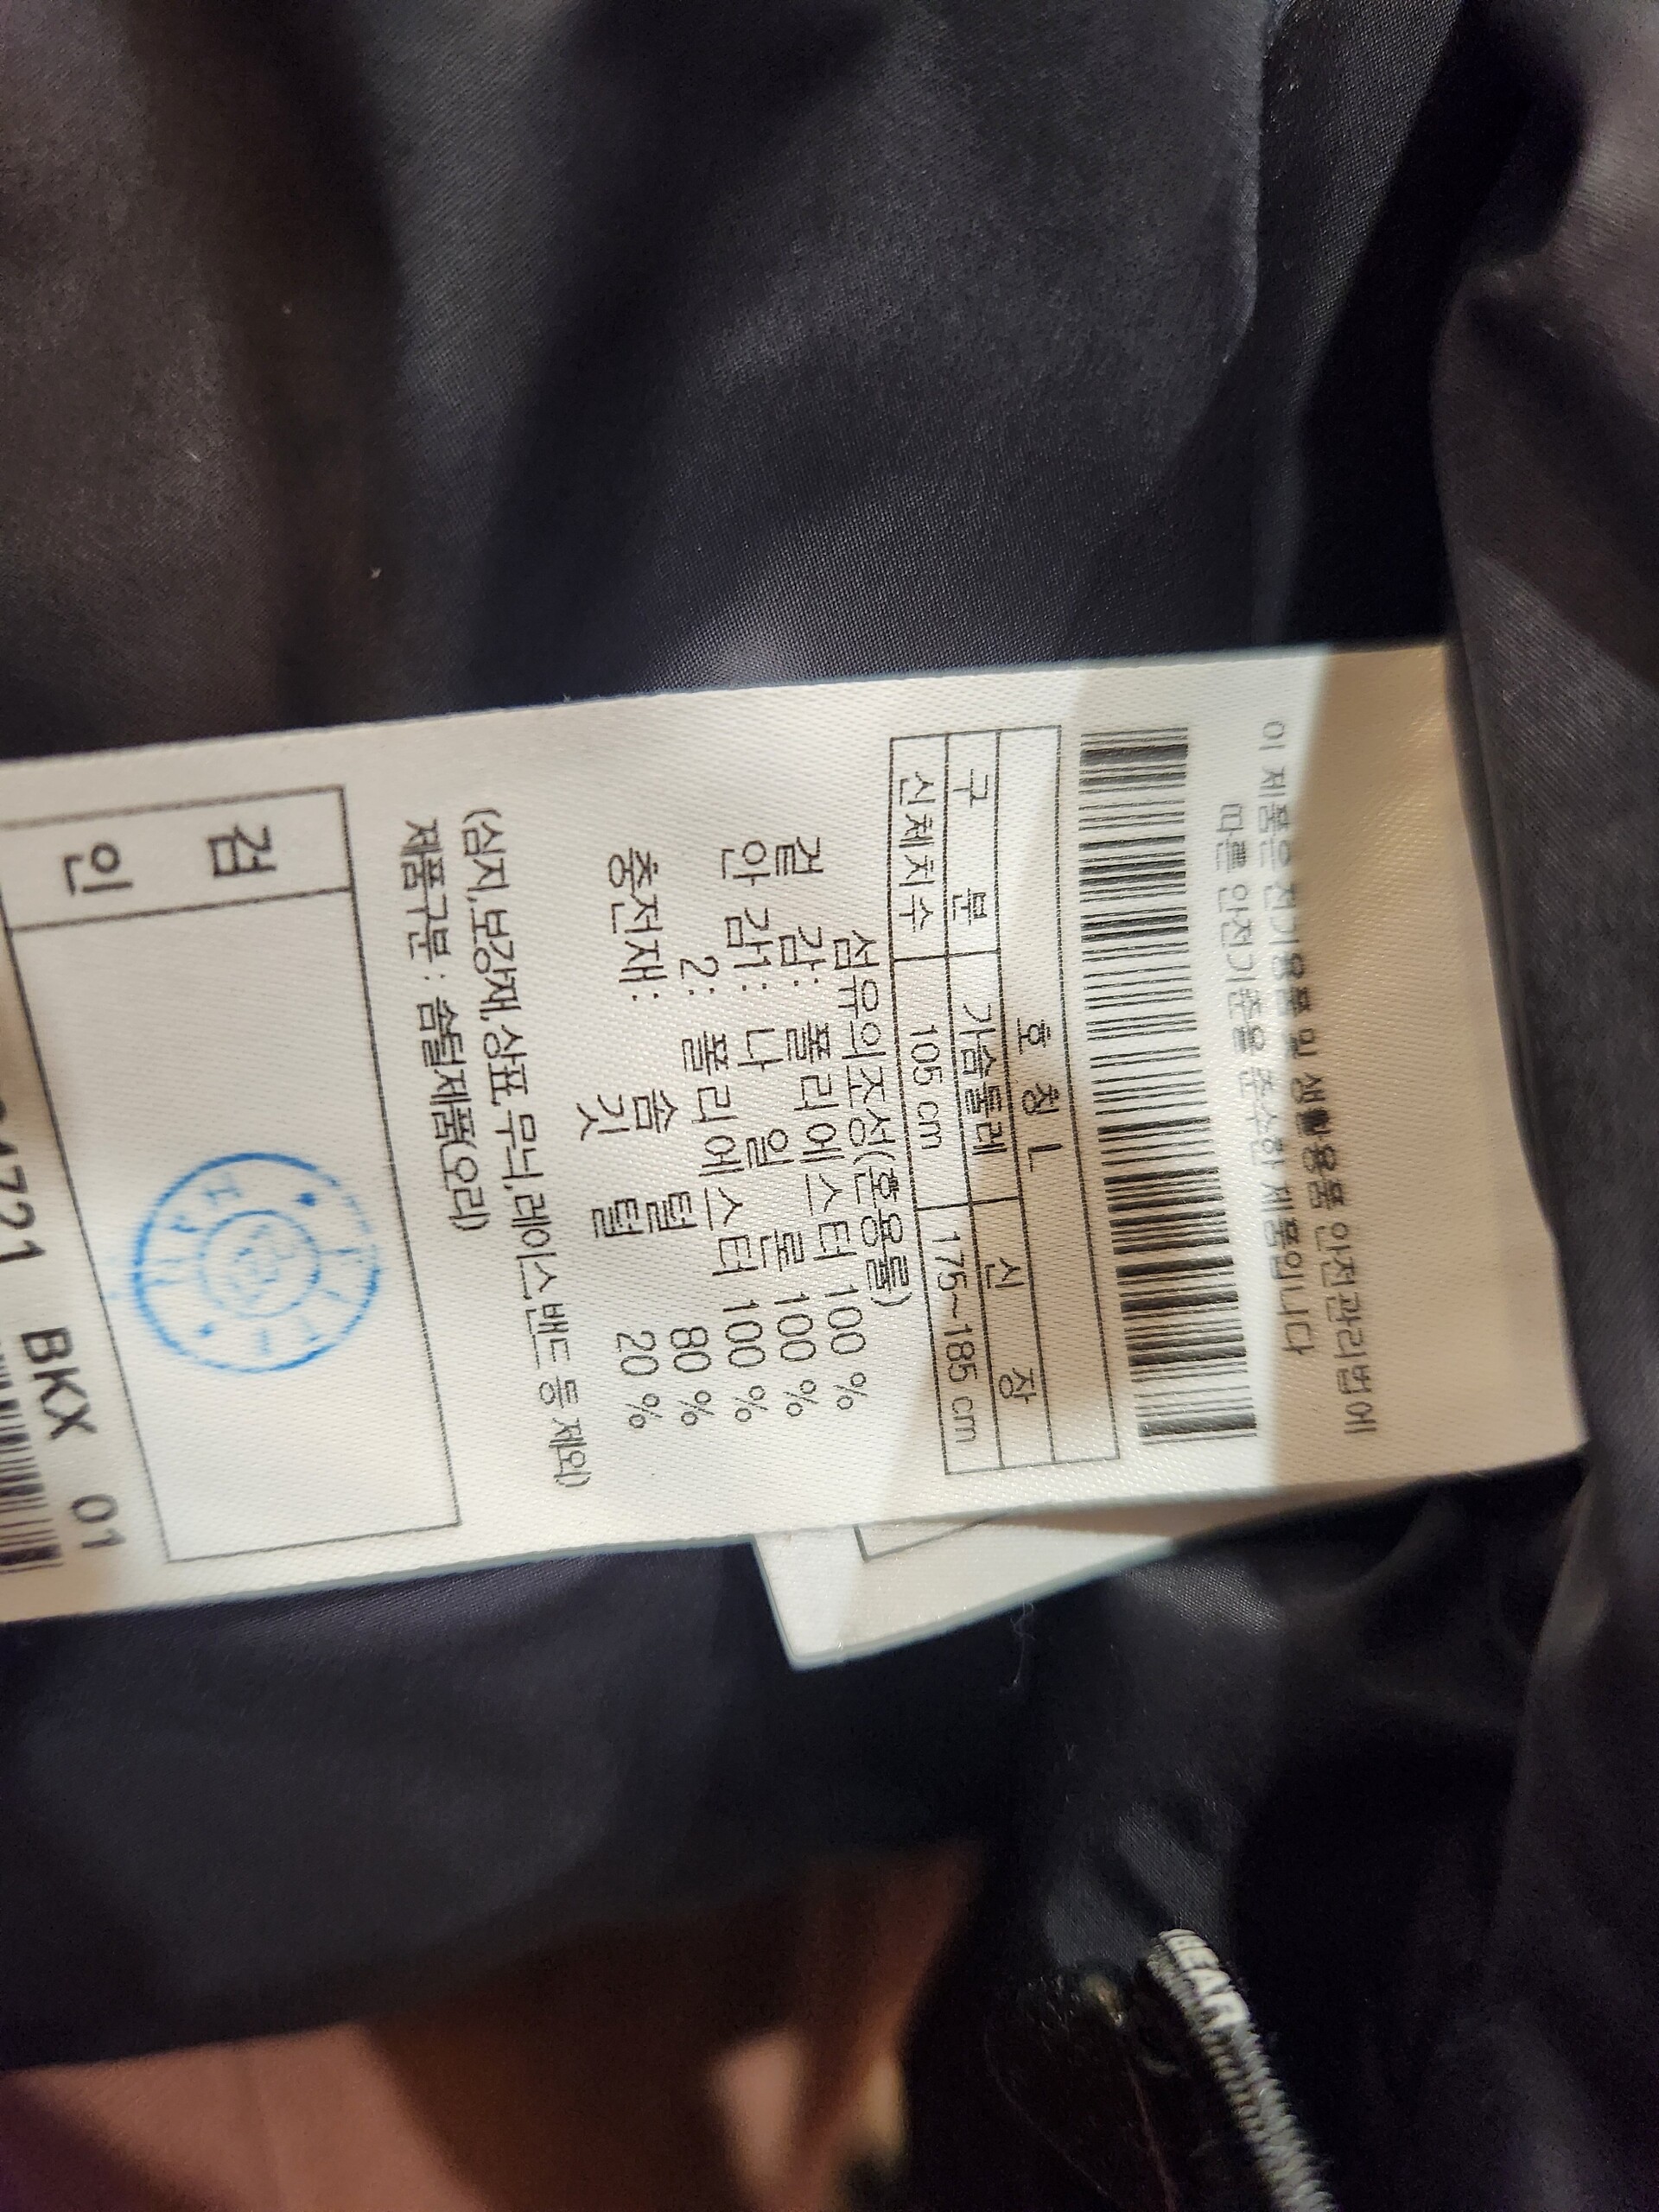 이 제품은 전기용품 및 생활용품 안전관리법에
따른 안전기준을 준수한 제품입니다
호 칭 L
구 분 가슴둘레 신 장
신체치수 105 cm 175~185 cm
섬유의조성(혼용률)
겉 감: 폴리에스터 100 %
안 감1: 나 일 론 100 %
2: 폴리에스터 100 %
충전재: 솜 털 80 %
깃 털 20 %
(심지,보강재,상표,무늬,레이스,밴드 등 제외)
제품구분 : 솜털제품(오리)
검
인
1721 BKX 01